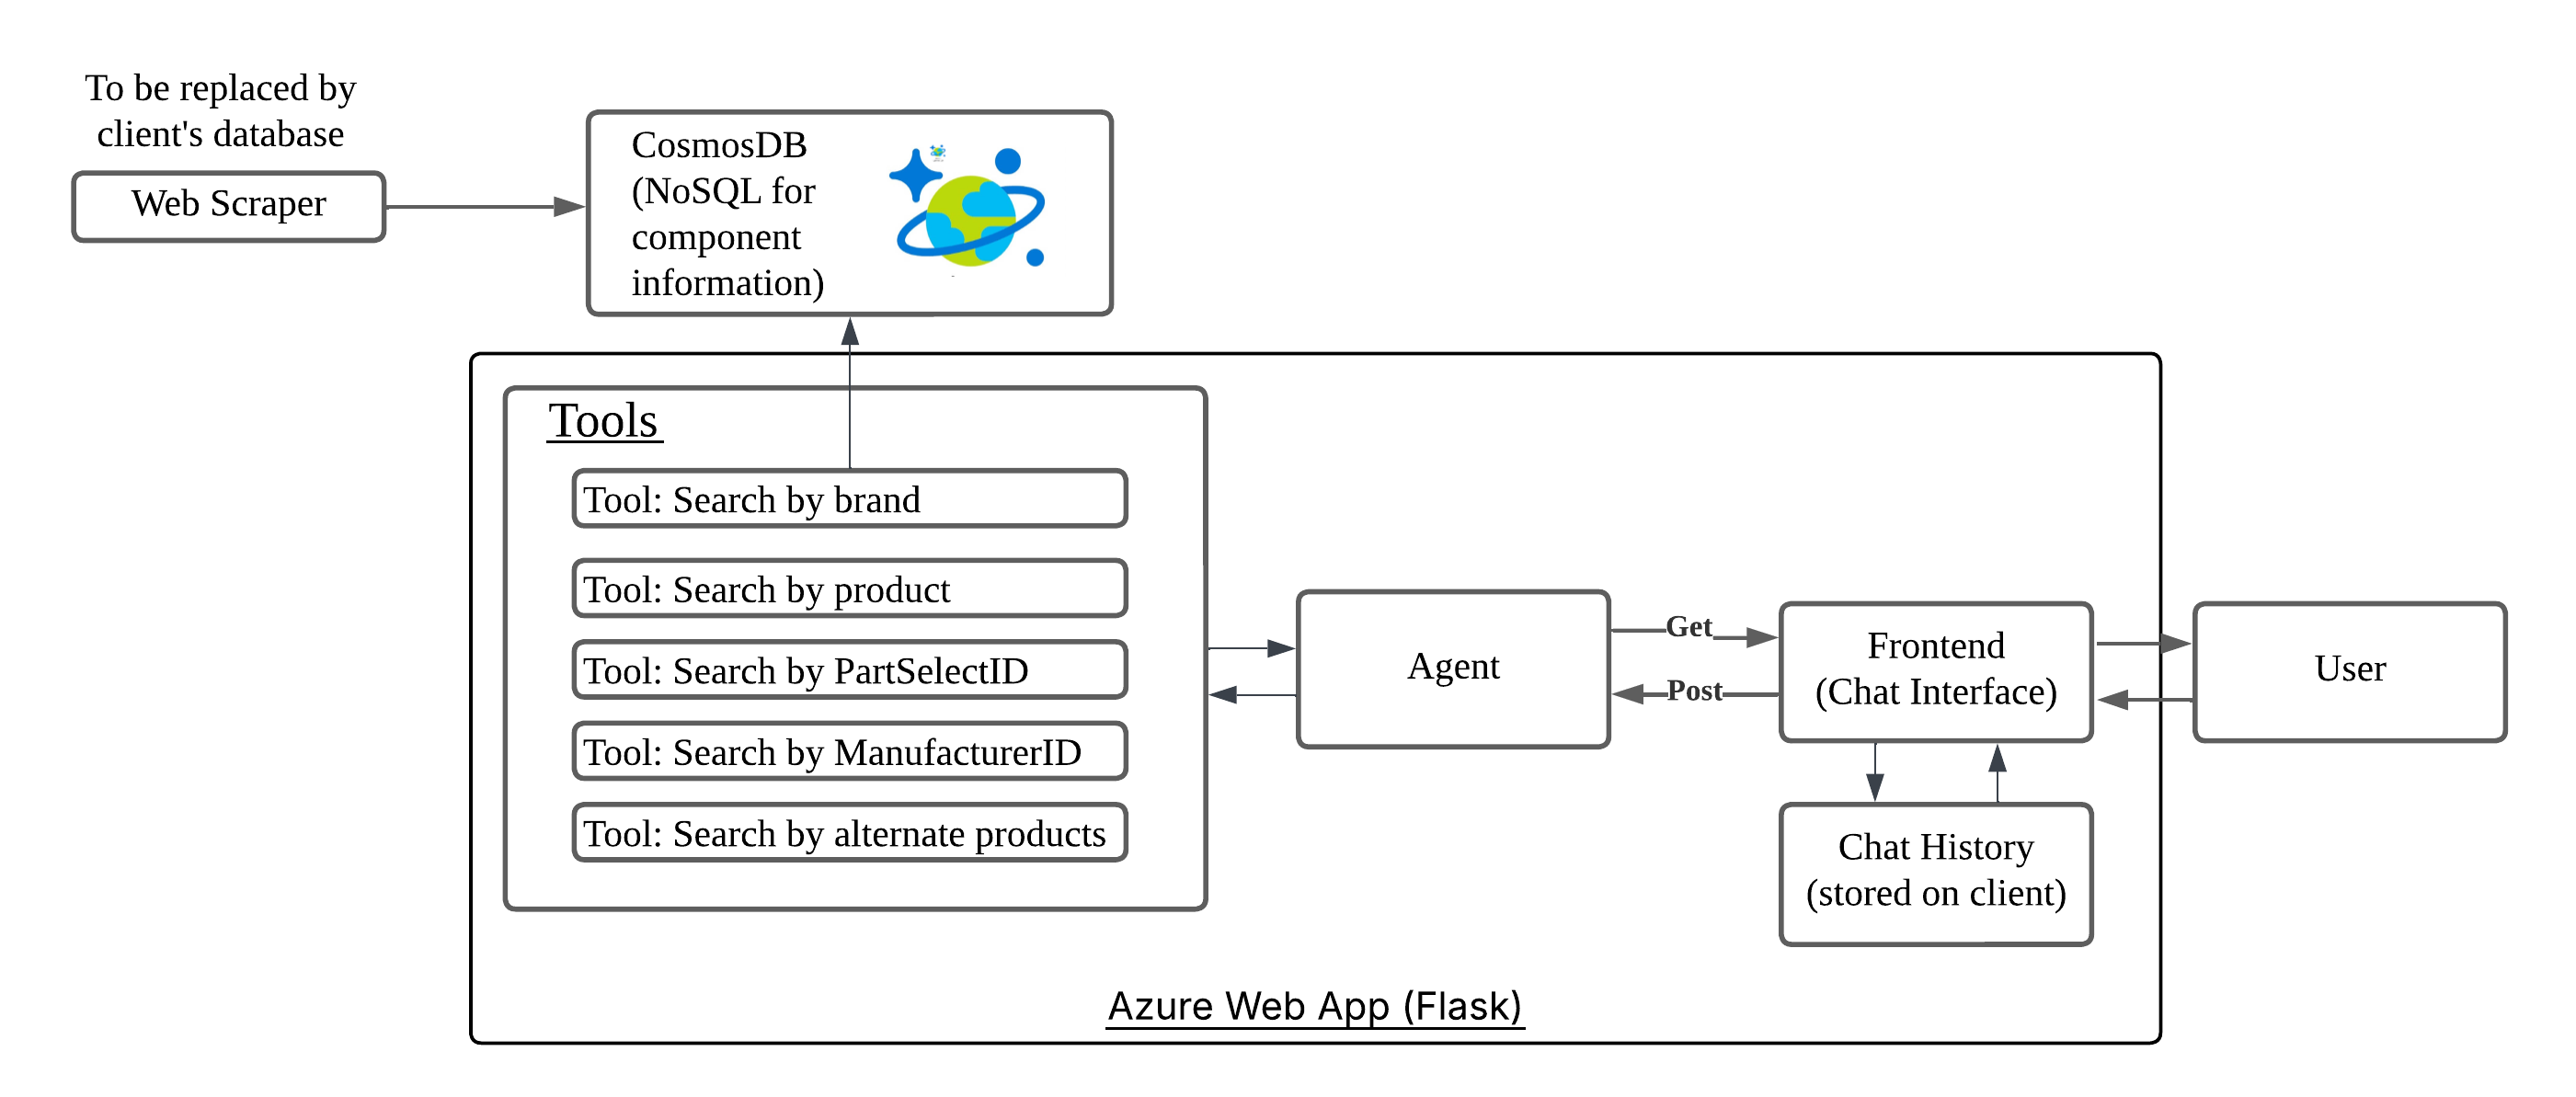 To be replaced by
client's database
Web Scraper
CosmosDB
(NoSQL for
component
information)
Tools
Tool: Search by brand
Tool: Search by product
Tool: Search by PartSelectID
Tool: Search by ManufacturerID
Tool: Search by alternate products
Agent
Get
Post
Frontend
(Chat Interface)
User
Chat History
(stored on client)
Azure Web App (Flask)